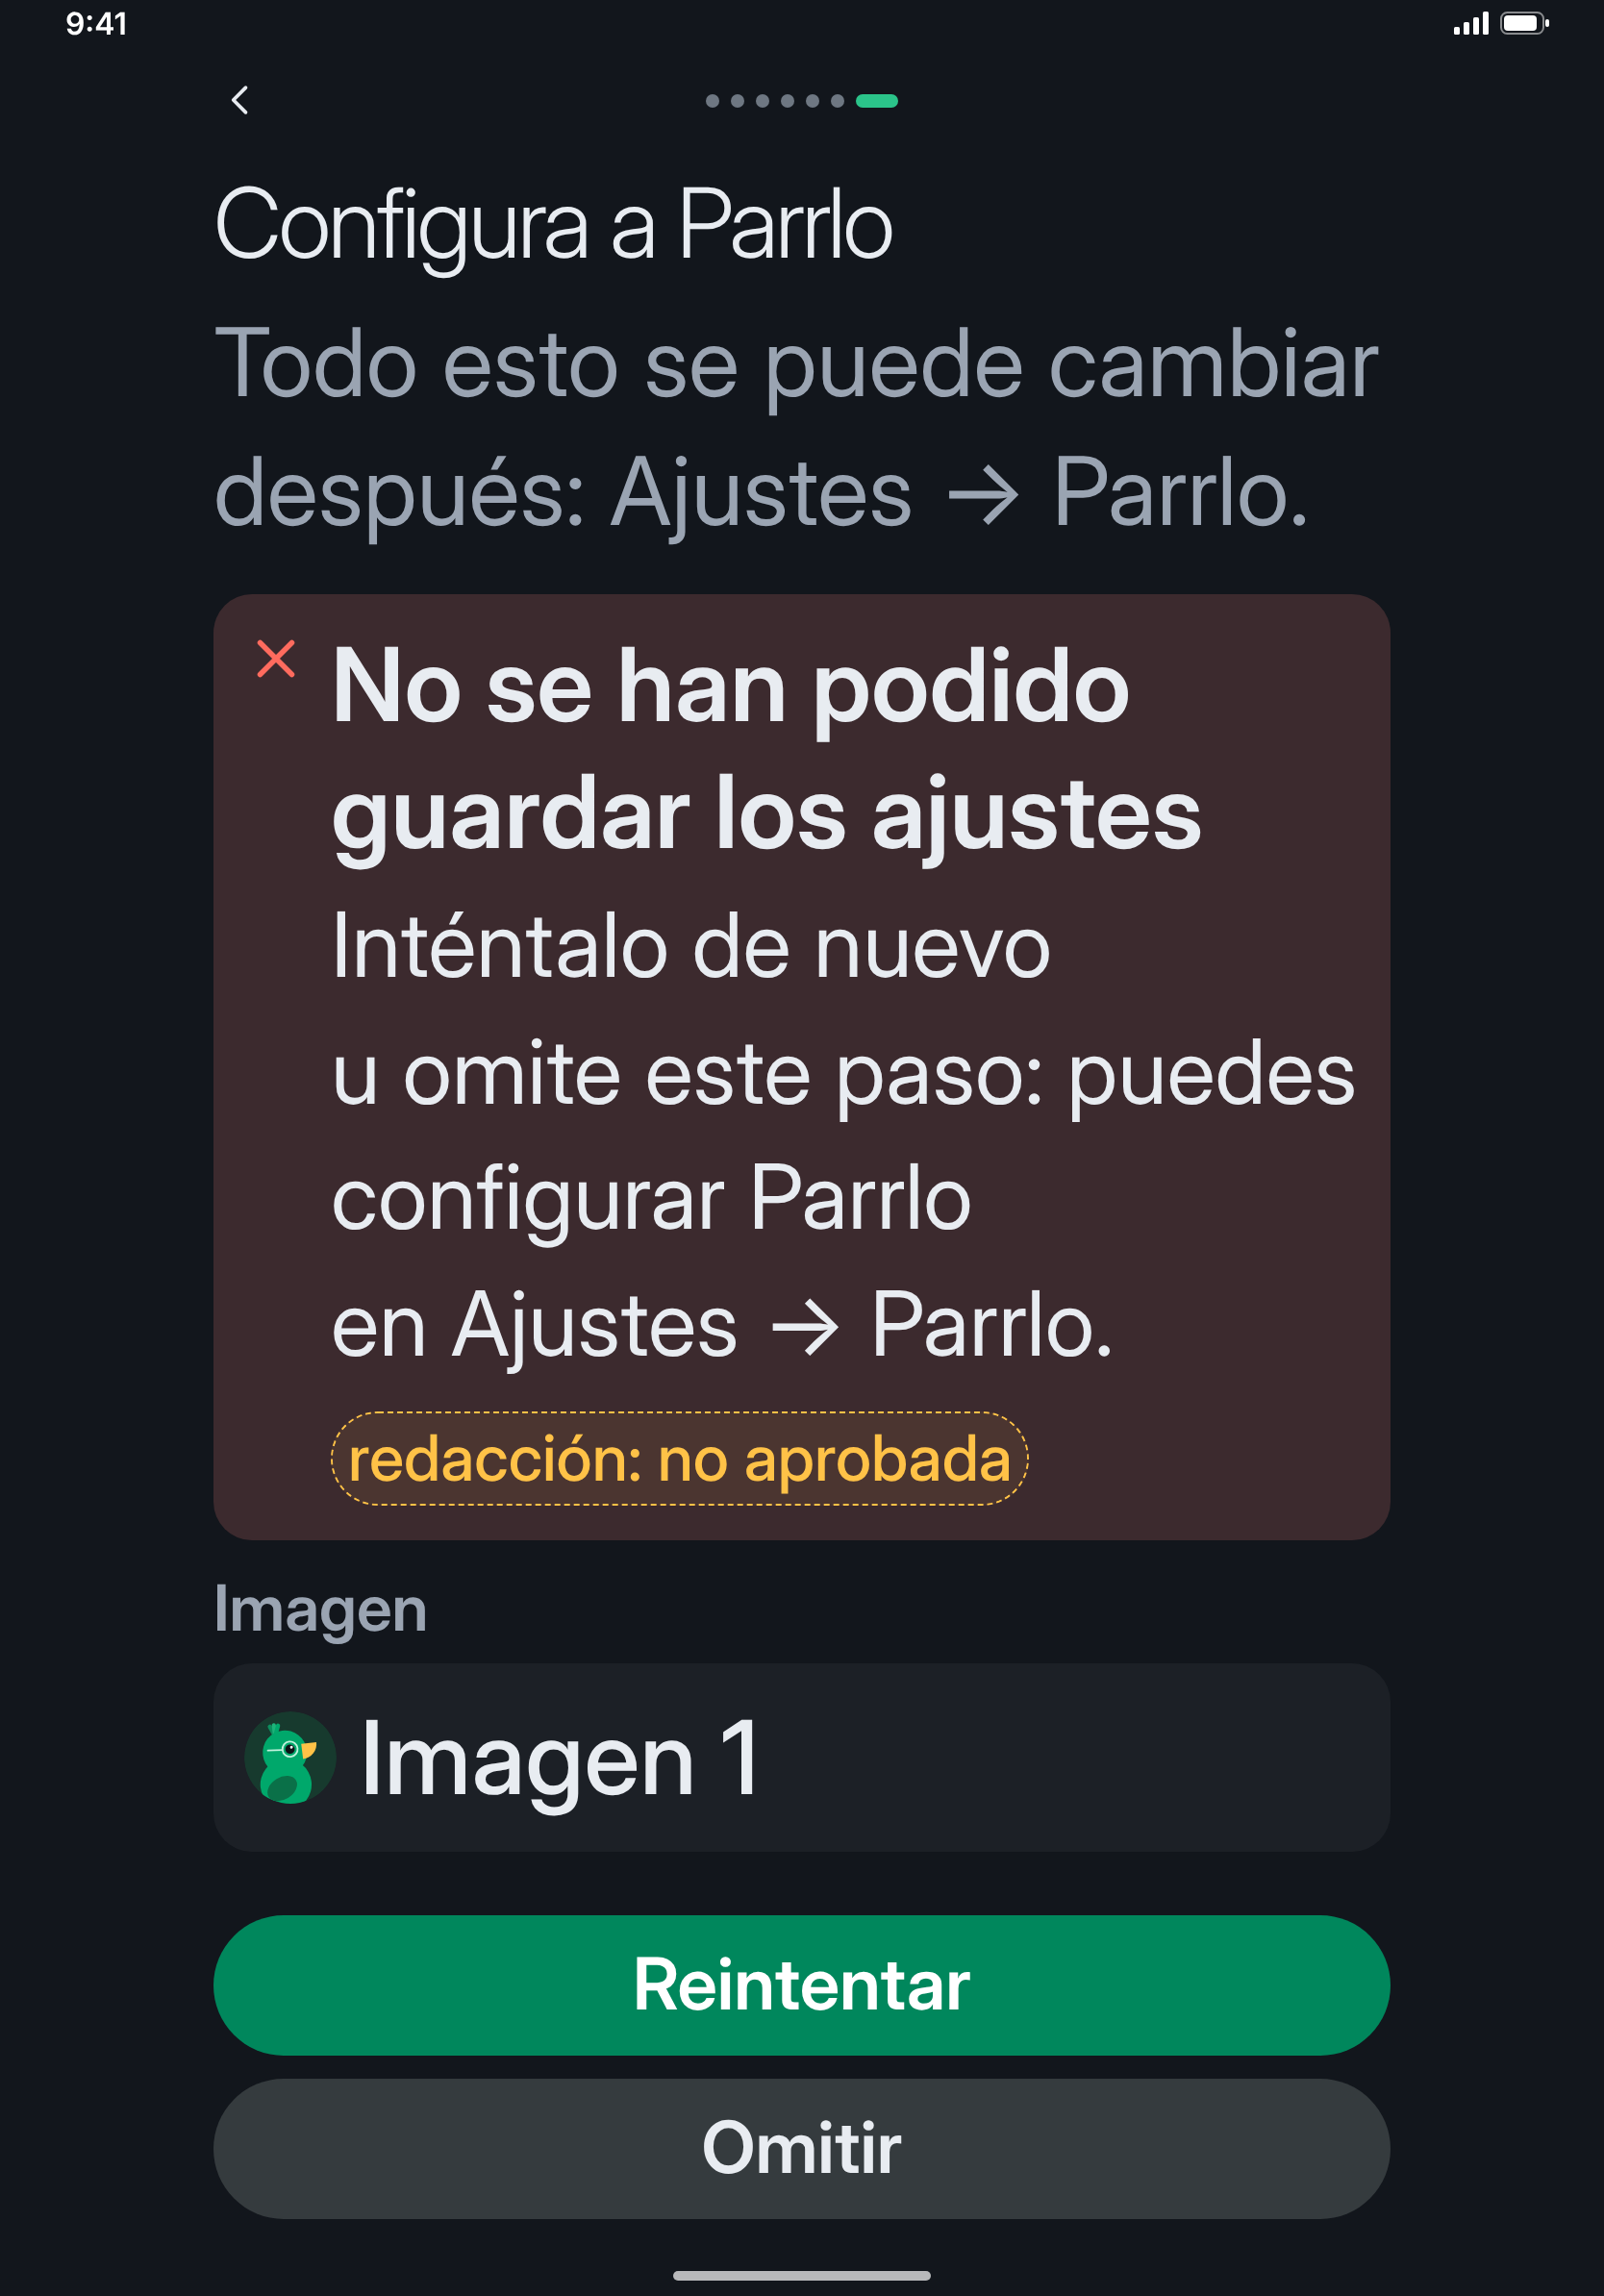 9:41
Configura a Parrlo
Todo esto se puede cambiar
después: Ajustes → Parrlo.
No se han podido
guardar los ajustes
Inténtalo de nuevo
u omite este paso: puedes
configurar Parrlo
en Ajustes → Parrlo.
redacción: no aprobada
Imagen
Imagen 1
Reintentar
Omitir